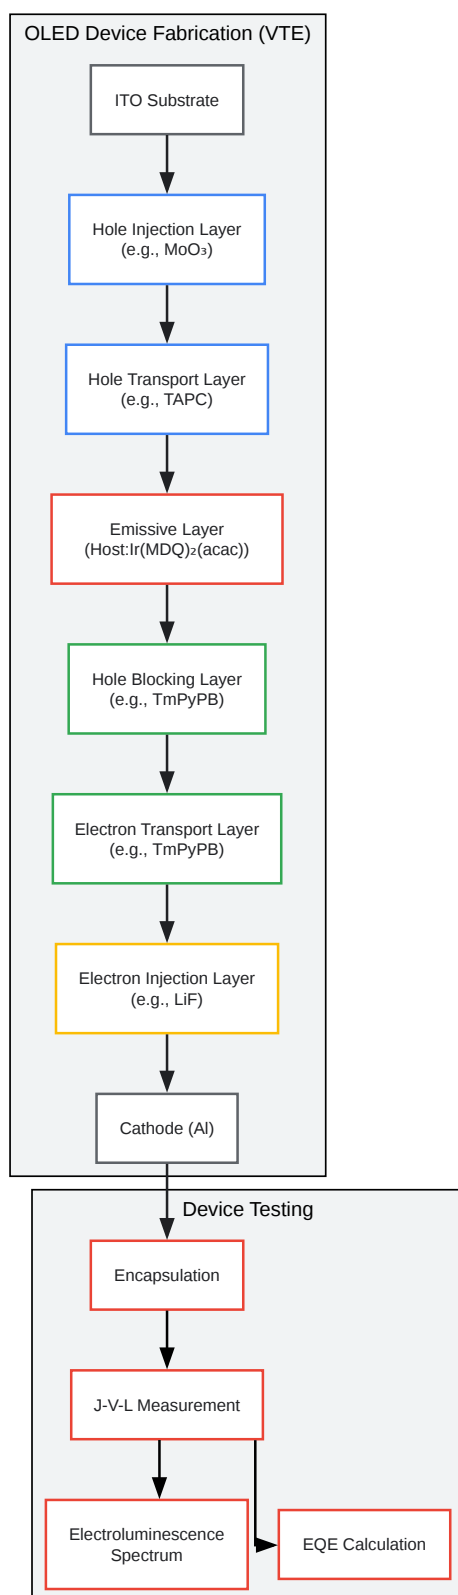 OLED Device Fabrication (VTE)
ITO Substrate
Hole Injection Layer
(e.g., MoO₃)
Hole Transport Layer
(e.g., TAPC)
Emissive Layer
(Host:Ir(MDQ)₂(acac))
Hole Blocking Layer
(e.g., TmPyPB)
Electron Transport Layer
(e.g., TmPyPB)
Electron Injection Layer
(e.g., LiF)
Cathode (Al)
Device Testing
Encapsulation
J-V-L Measurement
Electroluminescence
Spectrum
EQE Calculation